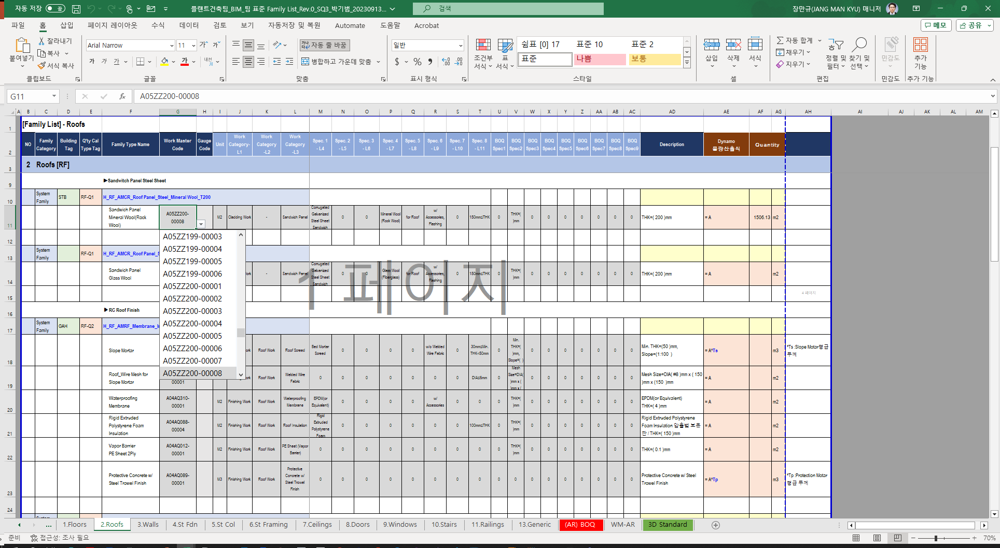 자동 저장 플랜트건축팀_BIM_팀 표준 Family List_Rev.0_SQ3_박기범_20230913... 검색 장만규(JANG MAN KYU) 매니저
파일 홈 삽입 페이지 레이아웃 수식 데이터 검토 보기 자동저장 및 복원 Automate 도움말 Acrobat 메모 공유
붙여넣기 잘라내기 복사 서식 복사 클립보드
Arial Narrow 11 가 가 가 가 가 가 내천 글꼴
자동 줄 바꿈 병합하고 가운데 맞춤 맞춤
일반 $ % 표시 형식
조건부 서식 표 서식 쉼표 [0] 17 표준 10 표준 2 표준 나쁨 보통 스타일
삽입 삭제 서식 셀
자동 합계 채우기 지우기 정렬 및 필터 찾기 및 선택 편집
민감도 민감도 추가 기능 추가 기능
G11 fx A05ZZ200-00008
A B C D E F G H I J K L M N O P Q R S T U V W X Y Z AA AB AC AD AE AF AG AH AI AJ AK AL AM
1 [Family List] - Roofs
2 NO Family Category Building Tag Q'ty Cal Type Tag Family Type Name Work Master Code Gauge Code Unit Work Category-L1 Work Category -L2 Work Category -L3 Spec. 1 - L4 Spec. 2 - L5 Spec. 3 - L6 Spec. 4 - L7 Spec. 5 - L8 Spec. 6 - L9 Spec. 7 - L10 Spec. 8 - L11 BOQ Spec1 BOQ Spec2 BOQ Spec3 BOQ Spec4 BOQ Spec5 BOQ Spec6 BOQ Spec7 BOQ Spec8 BOQ Spec9 Description Dynamo 물량산출식 Quantity
3 2 Roofs [RF]
9 ▶Sandwitch Panel Steel Sheet
10 System Family STB RF-Q1 H_RF_AMCR_Roof Panel_Steel_Mineral Wool_T200
11 Sandwich Panel Mineral Wool(Rock Wool) A05ZZ200-00008 M2 Cladding Work - Sandwich Panel Corrugated Galvanized Steel Sheet Sandwich 0 0 Mineral Wool (Rock Wool) for Roof w/ Accessories, Flashing 0 150mm≤THK 0 THK=( )mm 0 0 0 0 0 0 0 THK=( 200 )mm = A 1506.13 m2
12
A05ZZ199-00003
A05ZZ199-00004
A05ZZ199-00005
A05ZZ199-00006
A05ZZ200-00001
A05ZZ200-00002
A05ZZ200-00003
A05ZZ200-00004
A05ZZ200-00005
A05ZZ200-00006
A05ZZ200-00007
A05ZZ200-00008
13 System Family RF-Q1 H_RF_AMCR_Roof Panel_S
14 Sandwich Panel Glass Wool ork - Sandwich Panel Corrugated Galvanized Steel Sheet Sandwich 0 0 Glass Wool (Fiberglass) for Roof w/ Accessories, Flashing 0 150mm≤THK 0 THK=( )mm 0 0 0 0 0 0 0 THK=( 200 )mm = A m2
1 페이지
15 4 페이지
16 ▶RC Roof Finish
17 System Family GAH RF-Q2 H_RF_AMRF_Membrane_I
18 Slope Mortar ork Roof Work Roof Screed Bed Mortar Screed 0 0 0 0 w/o Welded Wire Fabric 0 30mm≤Min. THK<50mm 0 Min. THK=( )mm, Slope=( ) 0 0 0 0 0 0 0 Min. THK=(50 )mm, Slope=(1:100 ) = A*Ts m3 *Ts :Slope Motar평균 두께
19 Roof_Wire Mesh for Slope Mortar 00001 ork Roof Work Welded Wire Fabric 0 0 0 0 0 0 0 DIA≤6mm 0 Mesh Size=DIA( )mm x ( )mm x ( 0 0 0 0 0 0 0 Mesh Size=DIA( #8 )mm x ( 150 )mm x (150 )mm = A m2
20 Waterproofing Membrane A04AQ310-00001 M2 Finishing Work Roof Work Waterproofing Membrane EPDM(or Equivalent) 0 0 0 0 w/ Accessories 0 0 0 THK=( )mm 0 0 0 0 0 0 0 EPDM(or Equivalent) THK=( 4 )mm = A m2
21 Rigid Extruded Polystyrene Foam Insulation A04AQ088-00004 M2 Finishing Work Roof Work Roof Insulation Rigid Extruded Polystyrene Foam 0 0 0 0 0 0 100mm≤THK 0 THK=( )mm 0 0 0 0 0 0 0 Rigid Extruded Polystyrene Foam Insulation 압출법 보온판 / THK=( 150 )mm = A m2
22 Vapor Barrier PE Sheet 2Ply A04AQ012-00001 M2 Finishing Work Roof Work PE Sheet (Vapor Barrier) 0 0 0 0 0 0 0 0 0 THK=( )mm 0 0 0 0 0 0 0 THK=( 0.1 )mm = A m2
23 Protective Concrete w/ Steel Trowel Finish A04AQ089-00001 M3 Finishing Work Roof Work Protective Concrete w/ Steel Trowel Finish 0 0 0 0 0 0 0 0 0 0 0 0 0 0 0 0 0 Protective Concrete w/ Steel Trowel Finish = A*Tp m3 *Tp :Protection Motar 평균 두께
24
... 1.Floors 2.Roofs 3.Walls 4.St Fdn 5.St Col 6.St Framing 7.Ceilings 8.Doors 9.Windows 10.Stairs 11.Railings 13.Generic (AR) BOQ WM-AR 3D Standard
준비 접근성: 조사 필요 70%